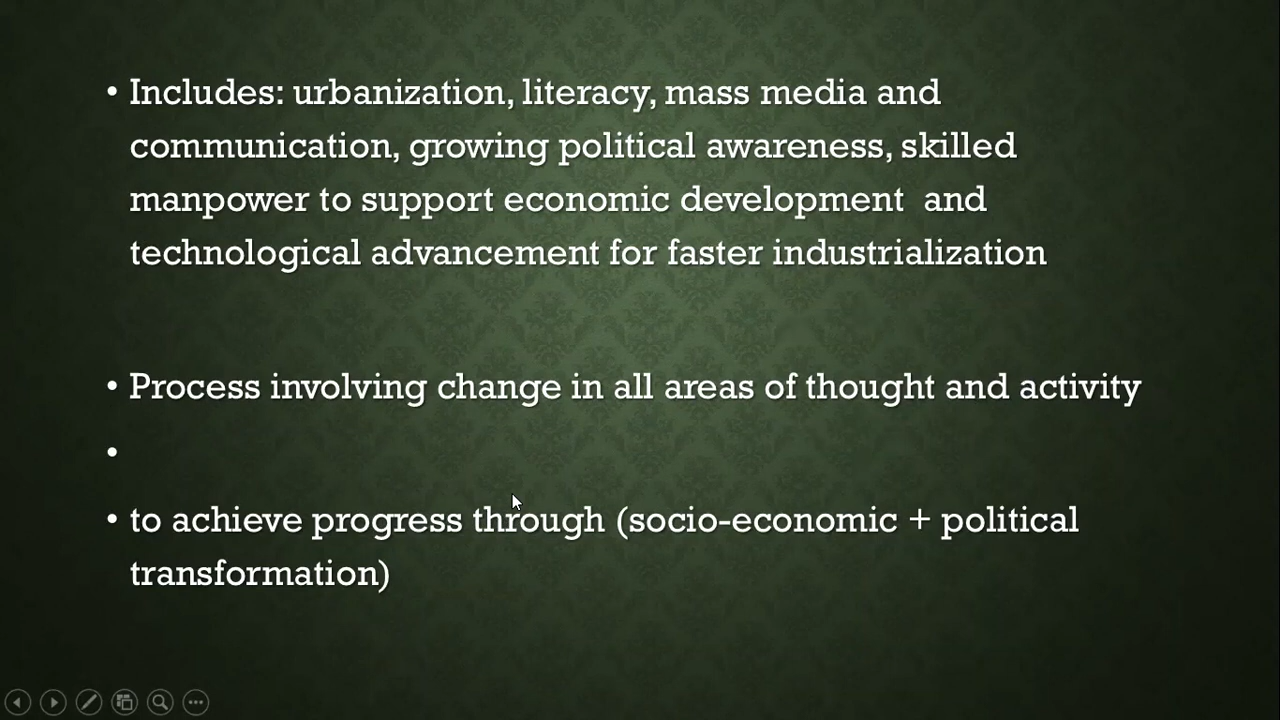 • Includes: urbanization, literacy, mass media and
communication, growing political awareness, skilled
manpower to support economic development  and
technological advancement for faster industrialization
• Process involving change in all areas of thought and activity
•
• to achieve progress through (socio-economic + political
transformation)